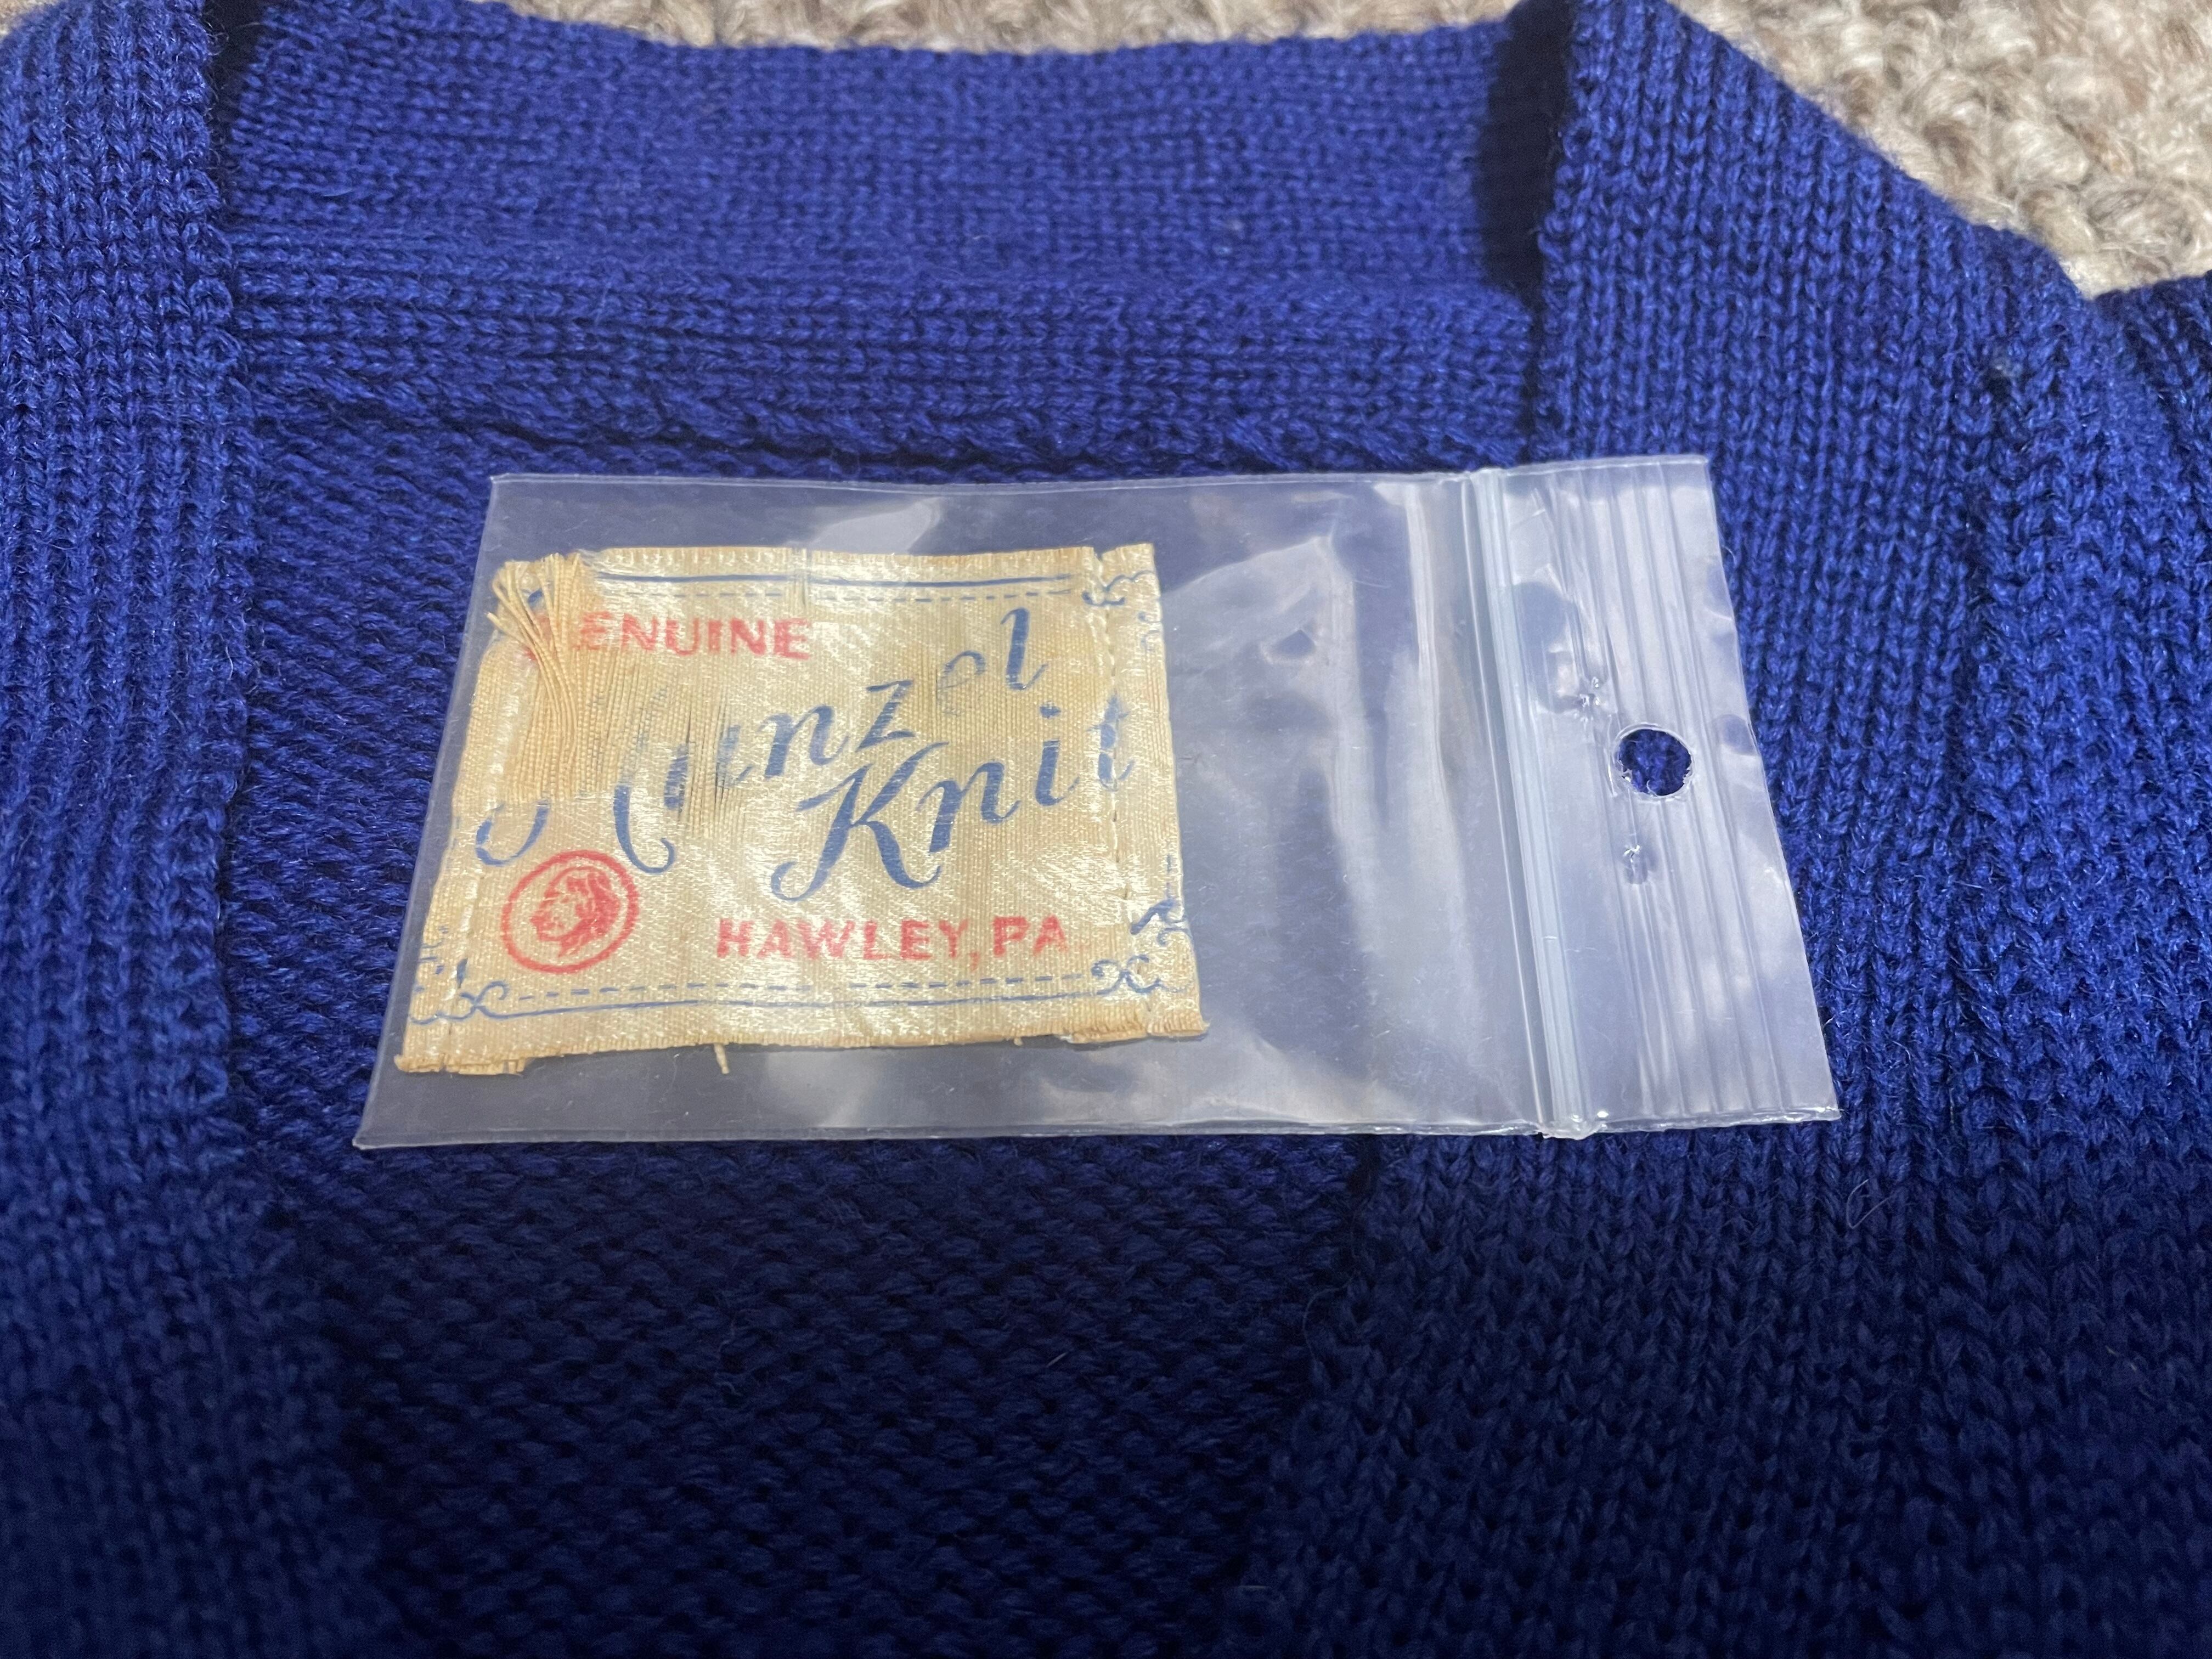 GENUINE
Knit
HAWLEY, PA.